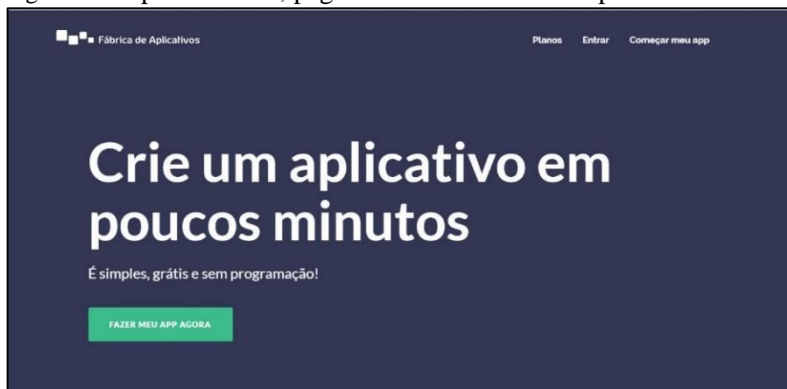 Fábrica de Aplicativos
Planos Entrar Começar meu app
Crie um aplicativo em
poucos minutos
É simples, grátis e sem programação!
FAZER MEU APP AGORA